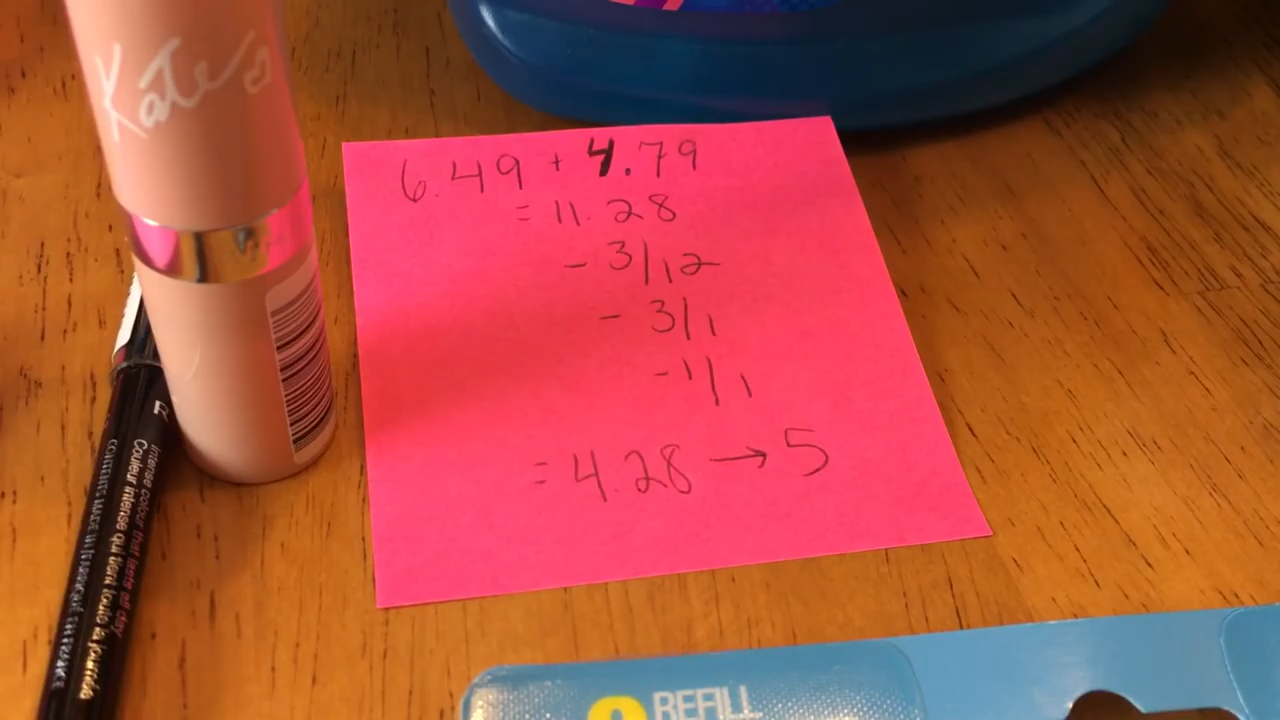 Kate
6.49 + 4.79
= 11.28
- 3/12
- 3/1
- 1/1
= 4.28 → 5
Intense colour that lasts all day
Couleur intense qui tient toute la journée
REFILL